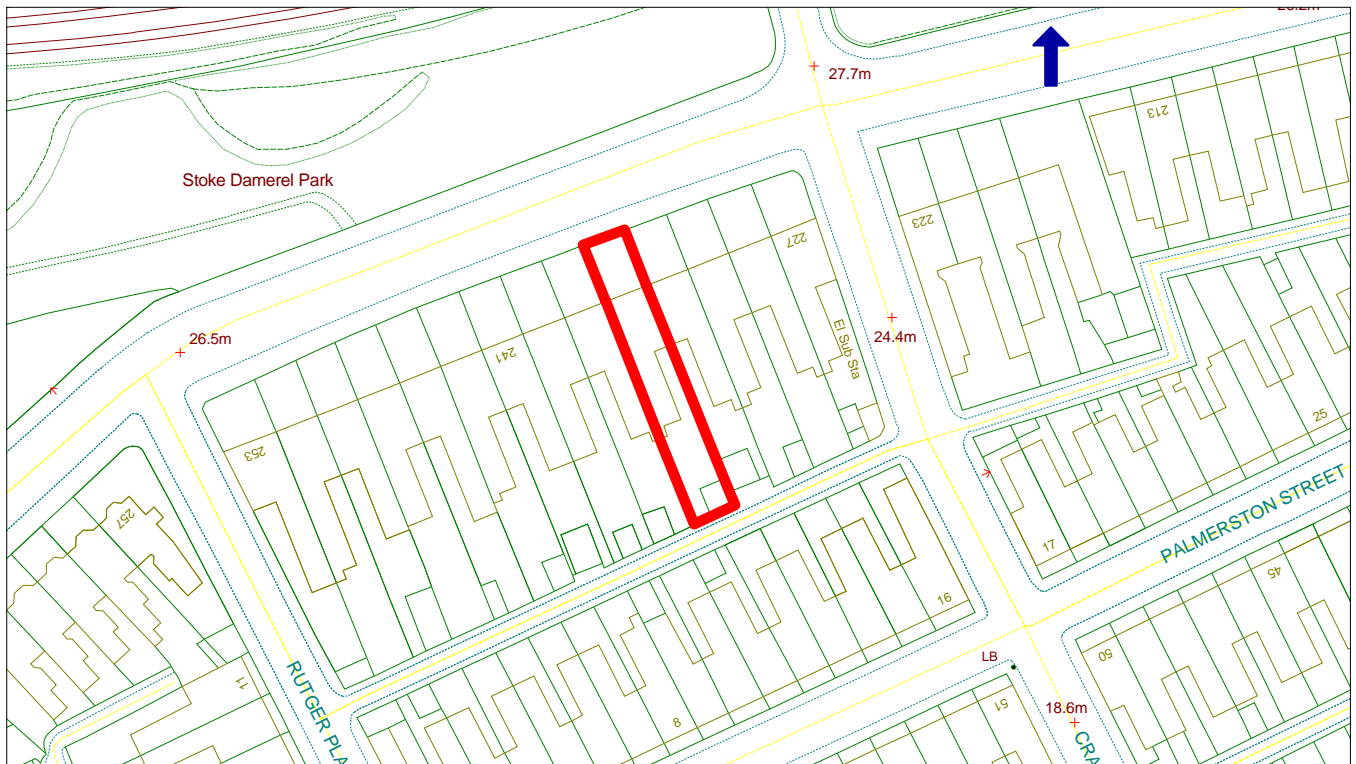 27.7m
213
Stoke Damerel Park
223
227
El Sub Sta
24.4m
26.5m
241
253
25
257
17
PALMERSTON STREET
16
45
LB
50
11
RUTGER PLA
8
51
18.6m
CRA